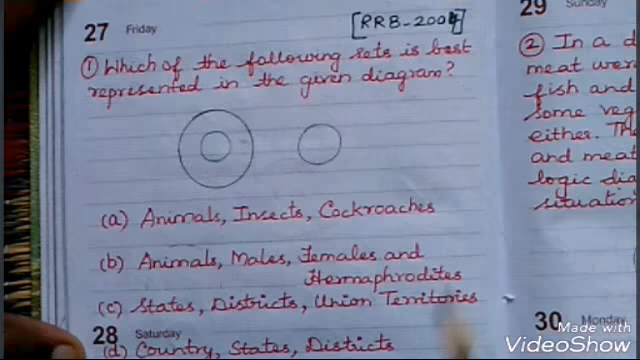 27 Friday
[RRB-2004]
① Which of the following sets is best
represented in the given diagram?
(a) Animals, Insects, Cockroaches
(b) Animals, Males, Females and
Hermaphrodites
(c) States, Districts, Union Territories
28 Saturday
(d) Country, States, Districts
29 Sunday
② In a d
meat wer
fish and
some veg
either. Th
and meat
logic dia
situation
30 Monday
Made with
VideoShow